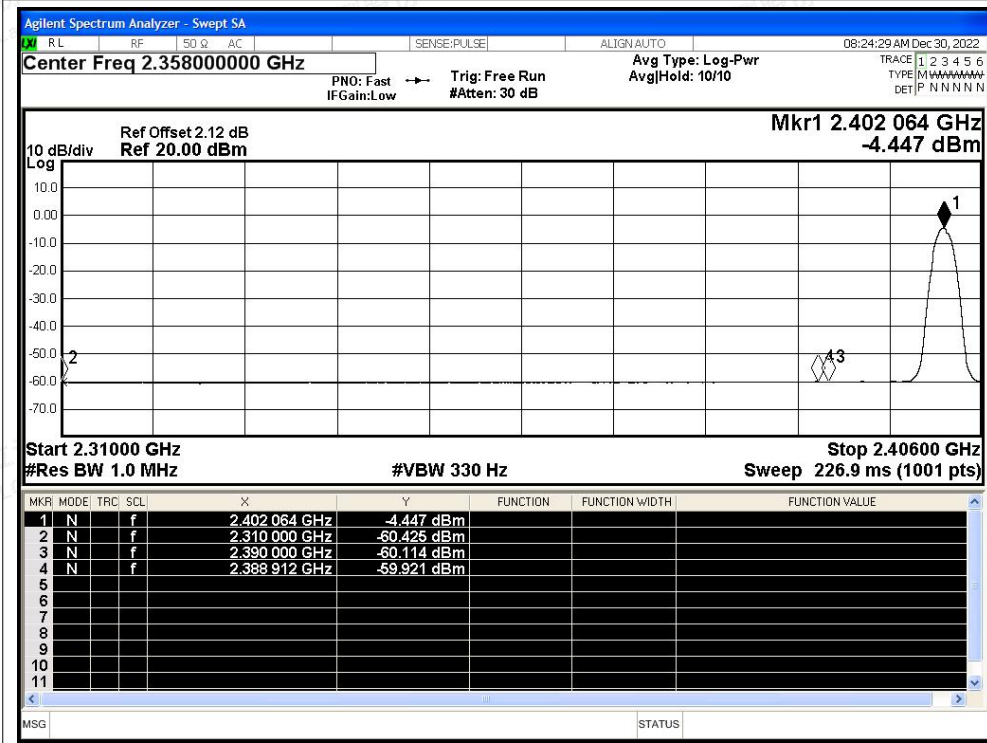 Agilent Spectrum Analyzer - Swept SA
LXI RL RF 50 Ω AC SENSE:PULSE ALIGN AUTO 08:24:29 AM Dec 30, 2022
Center Freq 2.358000000 GHz
PNO: Fast
IFGain:Low
Trig: Free Run
#Atten: 30 dB
Avg Type: Log-Pwr
Avg|Hold: 10/10
TRACE 1 2 3 4 5 6
TYPE M
DET P N N N N N
Mkr1 2.402 064 GHz
-4.447 dBm
Ref Offset 2.12 dB
10 dB/div Ref 20.00 dBm
Log
10.0
0.00
-10.0
-20.0
-30.0
-40.0
-50.0
-60.0
-70.0
1
2
43
Start 2.31000 GHz Stop 2.40600 GHz
#Res BW 1.0 MHz #VBW 330 Hz Sweep 226.9 ms (1001 pts)
MKR MODE TRC SCL X Y FUNCTION FUNCTION WIDTH FUNCTION VALUE
1 N f 2.402 064 GHz -4.447 dBm
2 N f 2.310 000 GHz -60.425 dBm
3 N f 2.390 000 GHz -60.114 dBm
4 N f 2.388 912 GHz -59.921 dBm
5
6
7
8
9
10
11
MSG STATUS